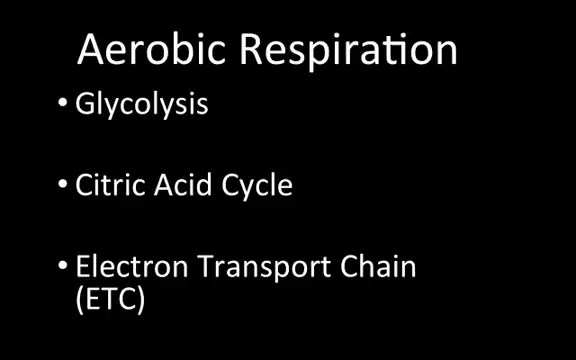 Aerobic Respiration
• Glycolysis
• Citric Acid Cycle
• Electron Transport Chain
(ETC)